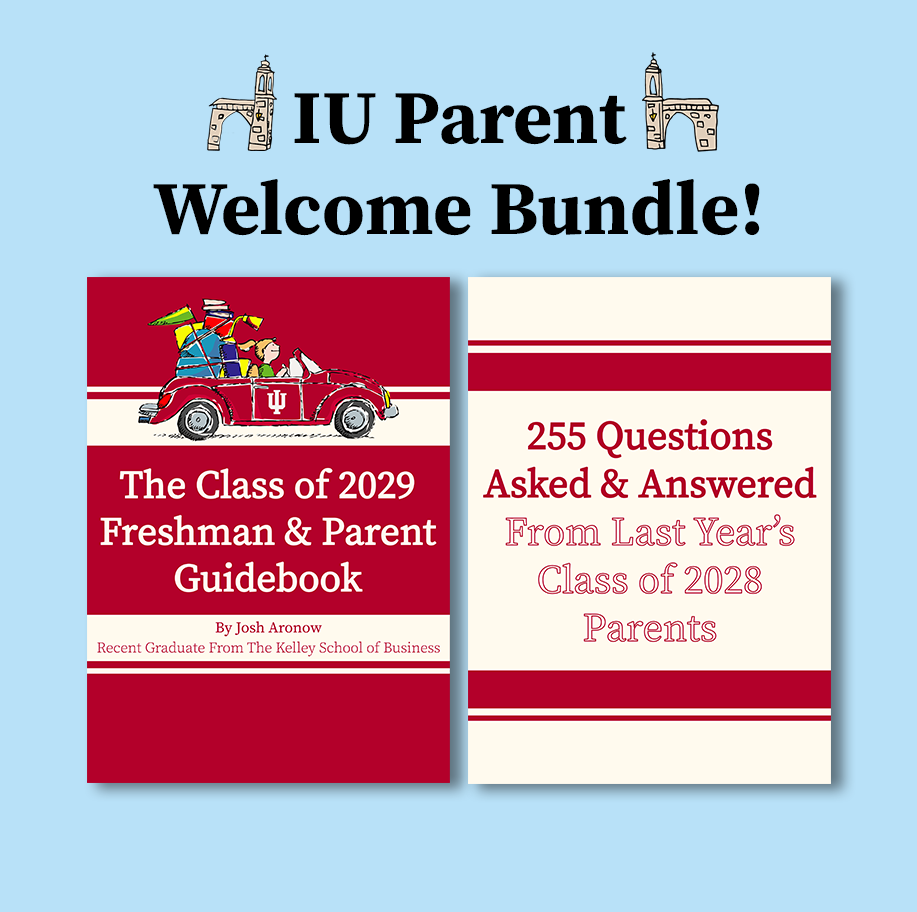 IU Parent
Welcome Bundle!
The Class of 2029
Freshman & Parent
Guidebook
By Josh Aronow
Recent Graduate From The Kelley School of Business
255 Questions
Asked & Answered
From Last Year’s
Class of 2028
Parents